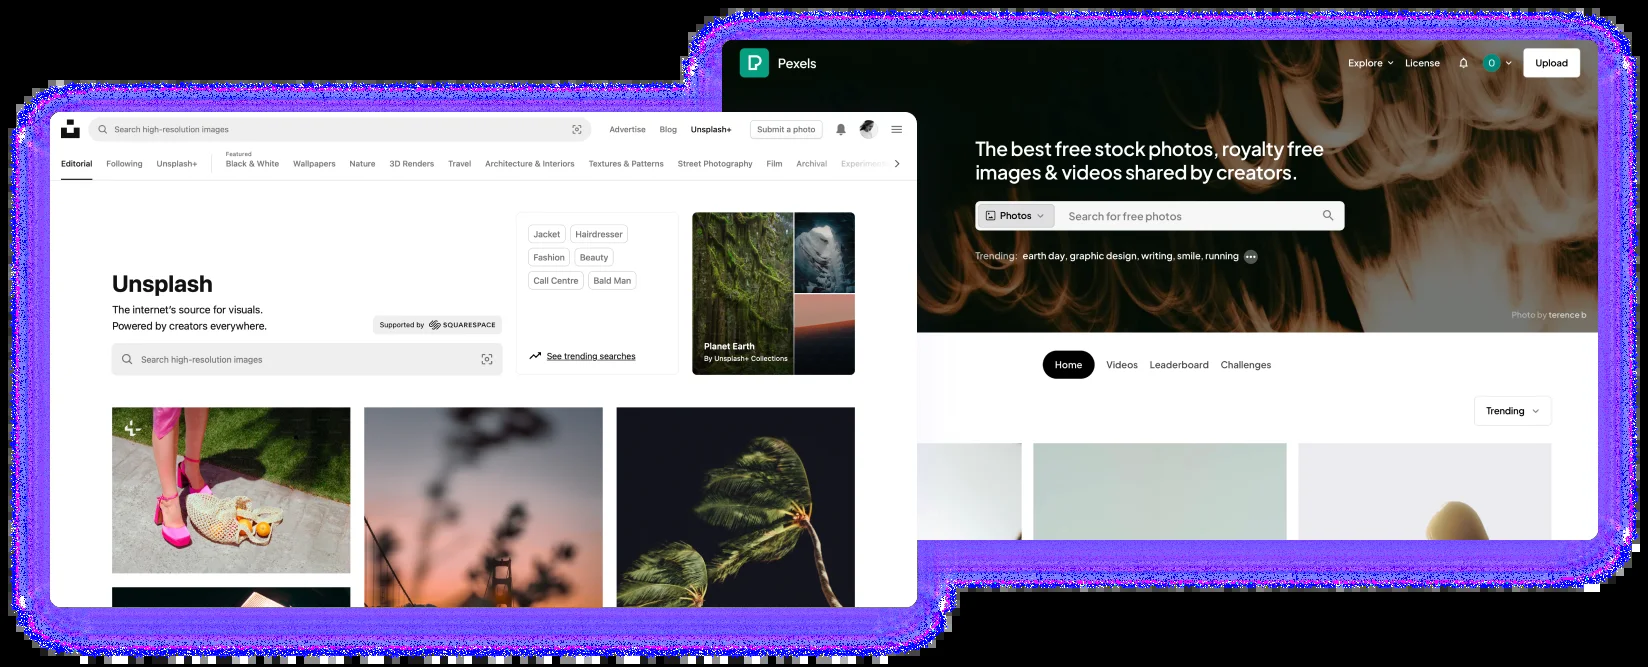 Pexels
Explore
License
0
Upload
The best free stock photos, royalty free
images & videos shared by creators.
Photos
Search for free photos
Trending: earth day, graphic design, writing, smile, running
Photo by terence b
Home
Videos
Leaderboard
Challenges
Trending
Search high-resolution images
Advertise
Blog
Unsplash+
Submit a photo
Editorial
Following
Unsplash+
Featured
Black & White
Wallpapers
Nature
3D Renders
Travel
Architecture & Interiors
Textures & Patterns
Street Photography
Film
Archival
Unsplash
The internet's source for visuals.
Powered by creators everywhere.
Supported by SQUARESPACE
Search high-resolution images
Jacket
Hairdresser
Fashion
Beauty
Call Centre
Bald Man
See trending searches
Planet Earth
By Unsplash+ Collections